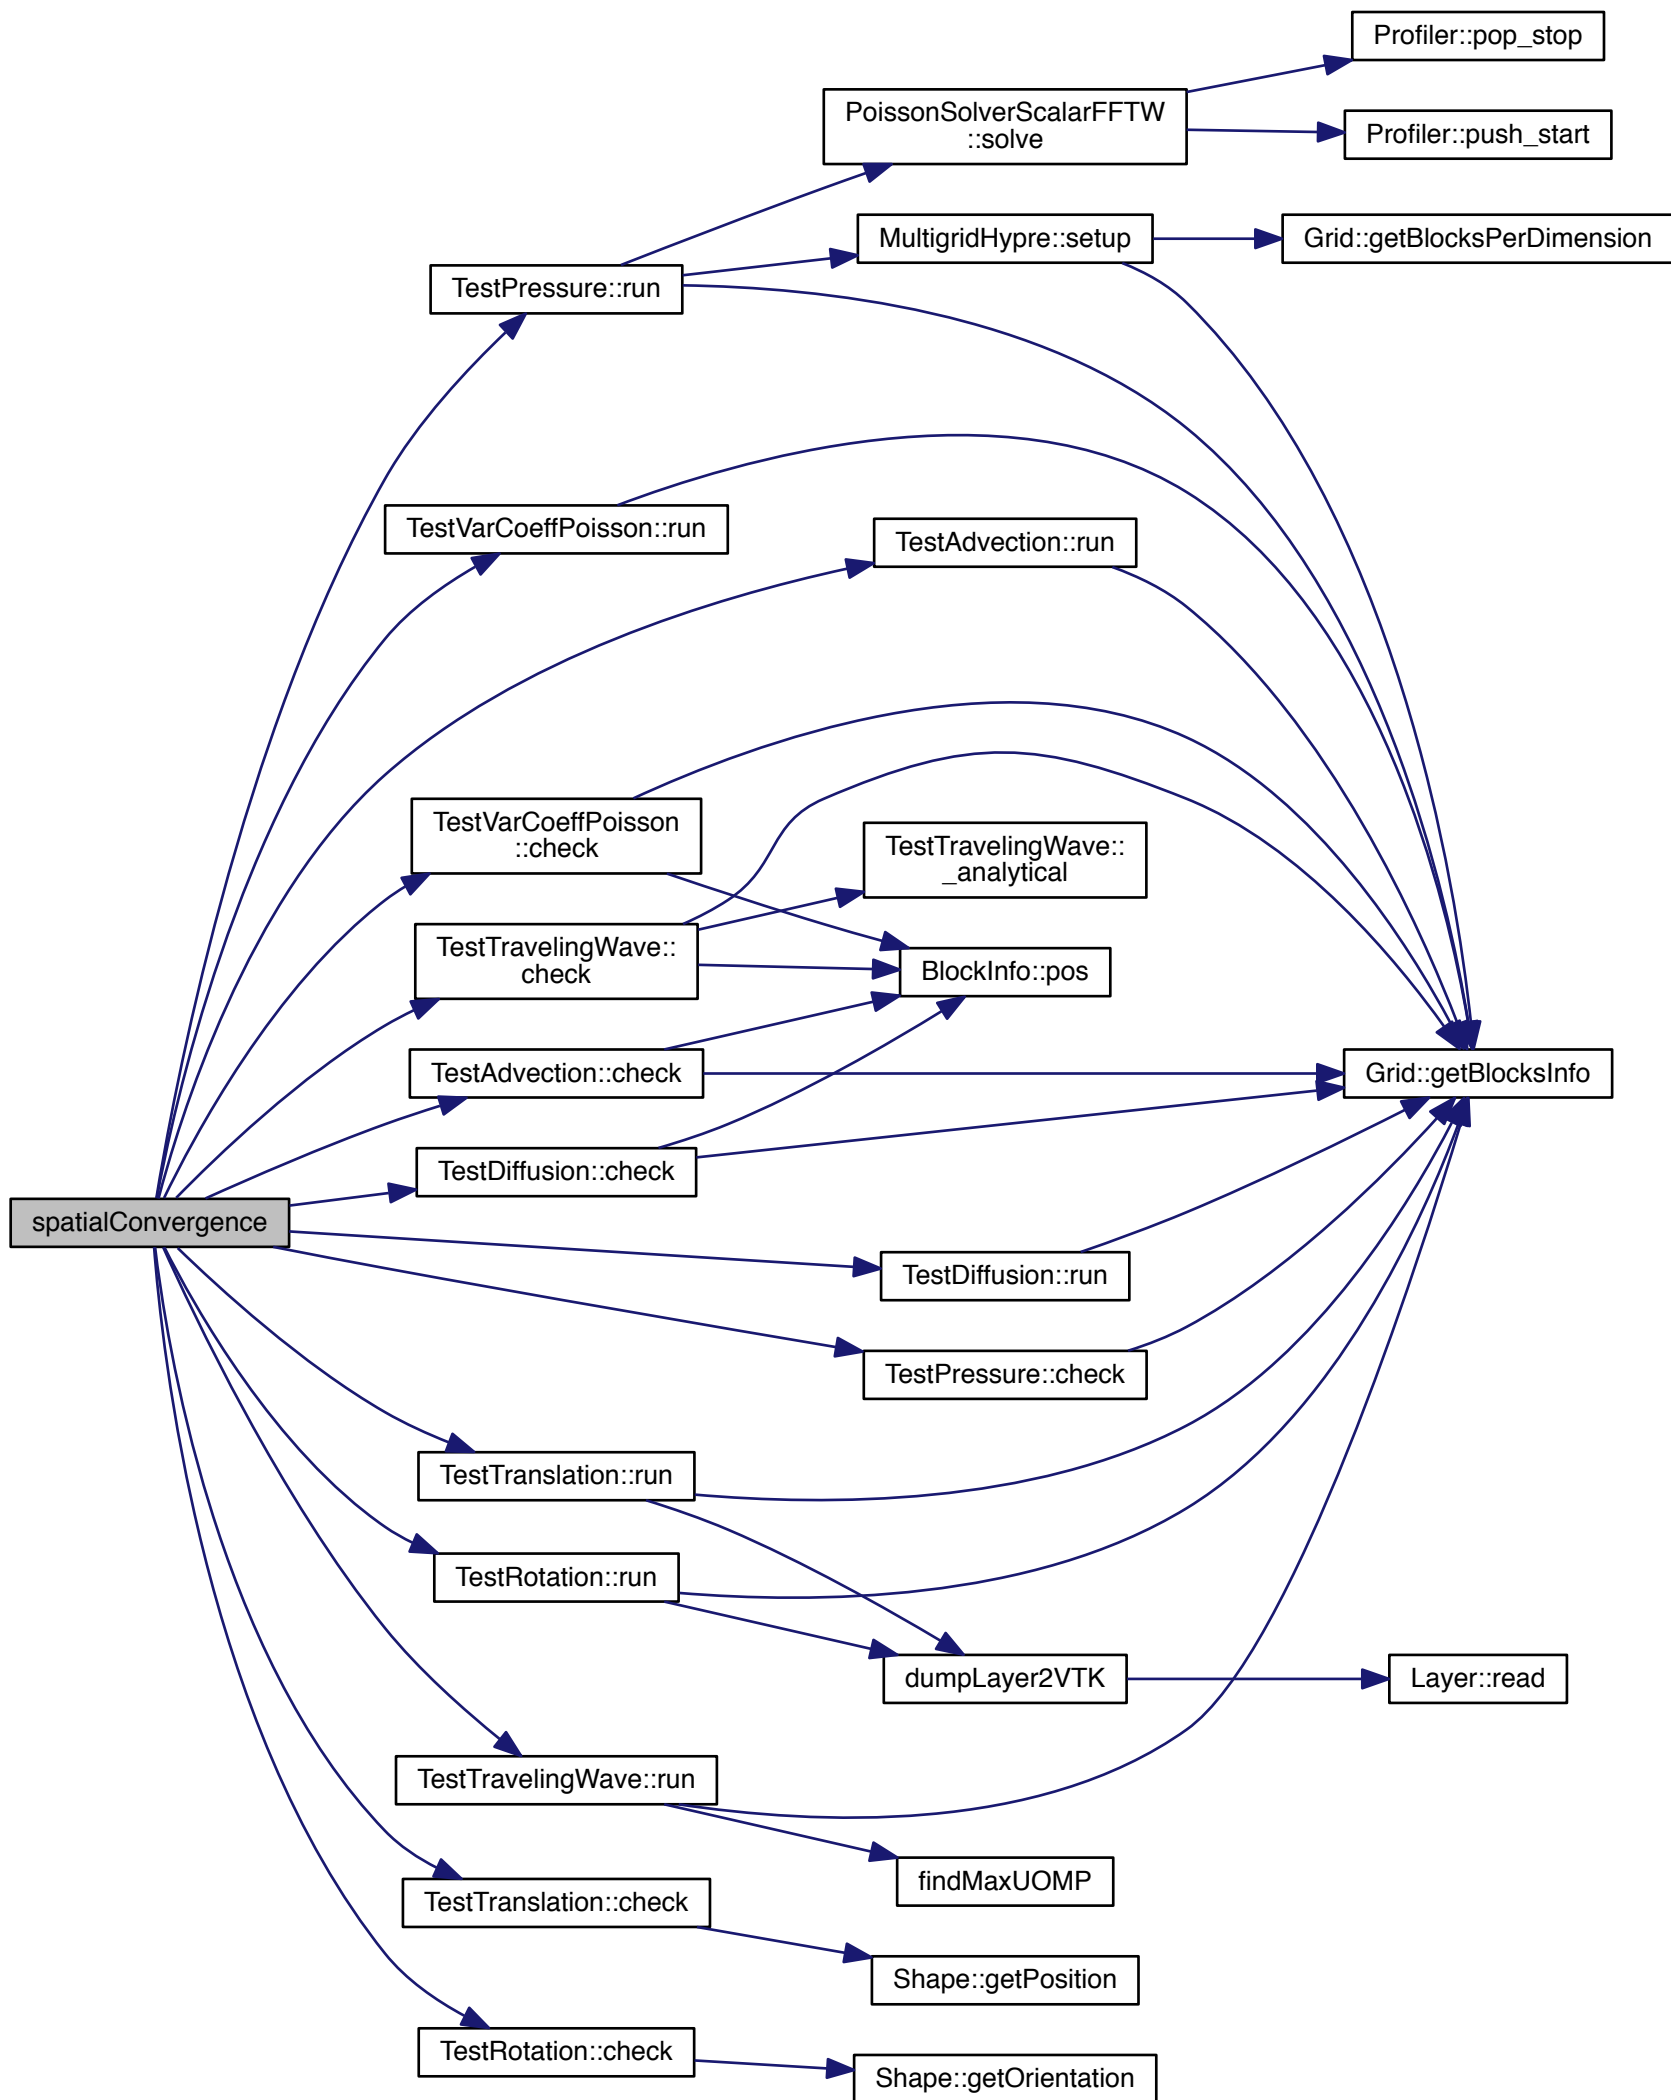 Profiler::pop_stop
PoissonSolverScalarFFTW
::solve
Profiler::push_start
MultigridHypre::setup
Grid::getBlocksPerDimension
TestPressure::run
TestVarCoeffPoisson::run
TestAdvection::run
TestVarCoeffPoisson
::check
TestTravelingWave::
_analytical
TestTravelingWave::
check
BlockInfo::pos
TestAdvection::check
Grid::getBlocksInfo
TestDiffusion::check
spatialConvergence
TestDiffusion::run
TestPressure::check
TestTranslation::run
TestRotation::run
dumpLayer2VTK
Layer::read
TestTravelingWave::run
findMaxUOMP
TestTranslation::check
Shape::getPosition
TestRotation::check
Shape::getOrientation